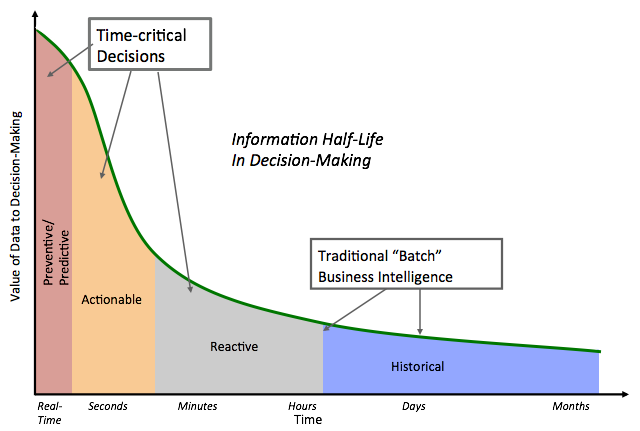 Time-critical
Decisions
Information Half-Life
In Decision-Making
Value of Data to Decision-Making
Preventive/
Predictive
Actionable
Traditional “Batch”
Business Intelligence
Reactive
Historical
Real-
Time
Seconds
Minutes
Hours
Days
Months
Time